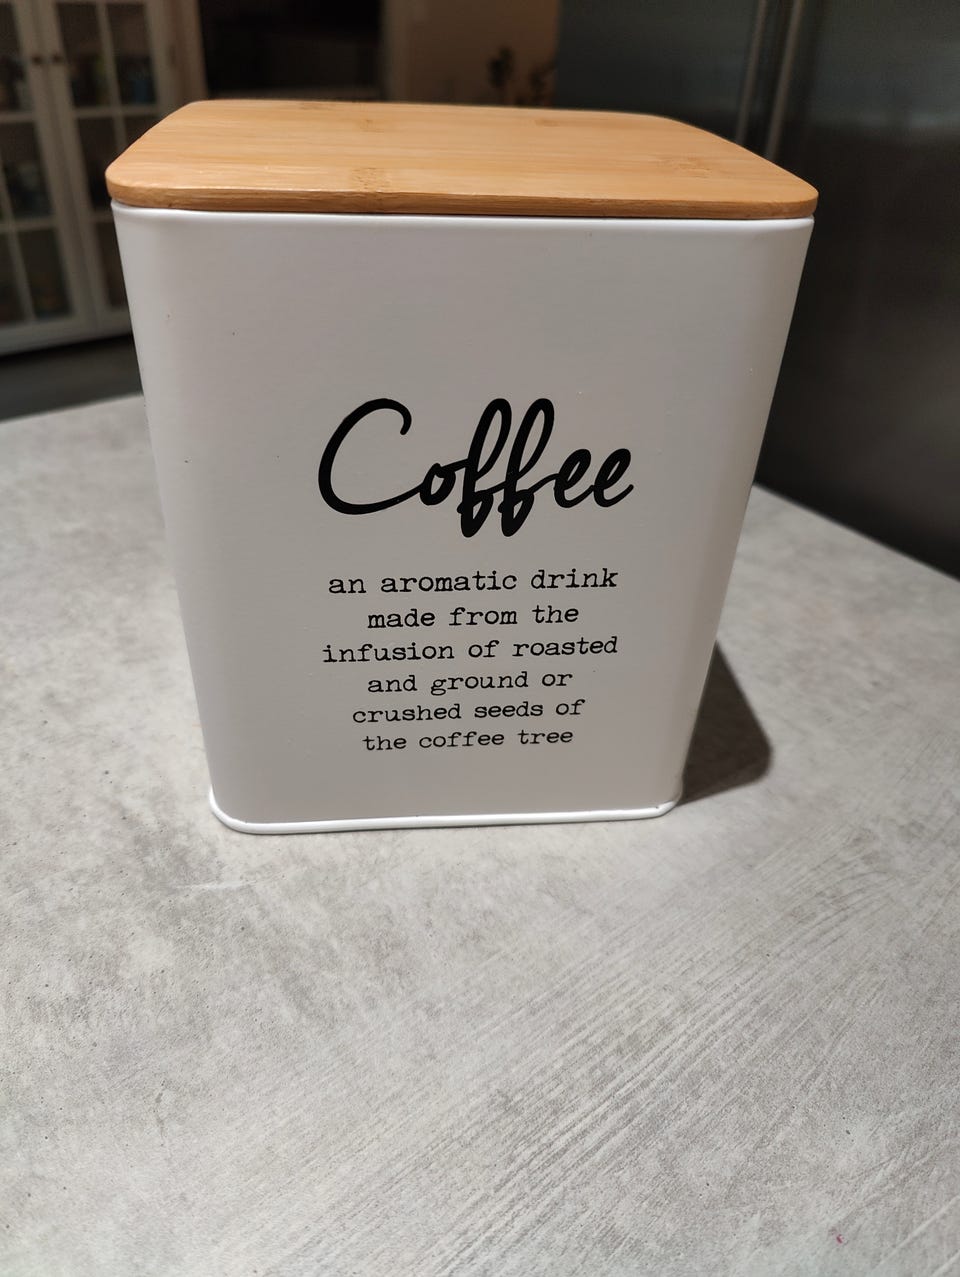 Coffee
an aromatic drink
made from the
infusion of roasted
and ground or
crushed seeds of
the coffee tree